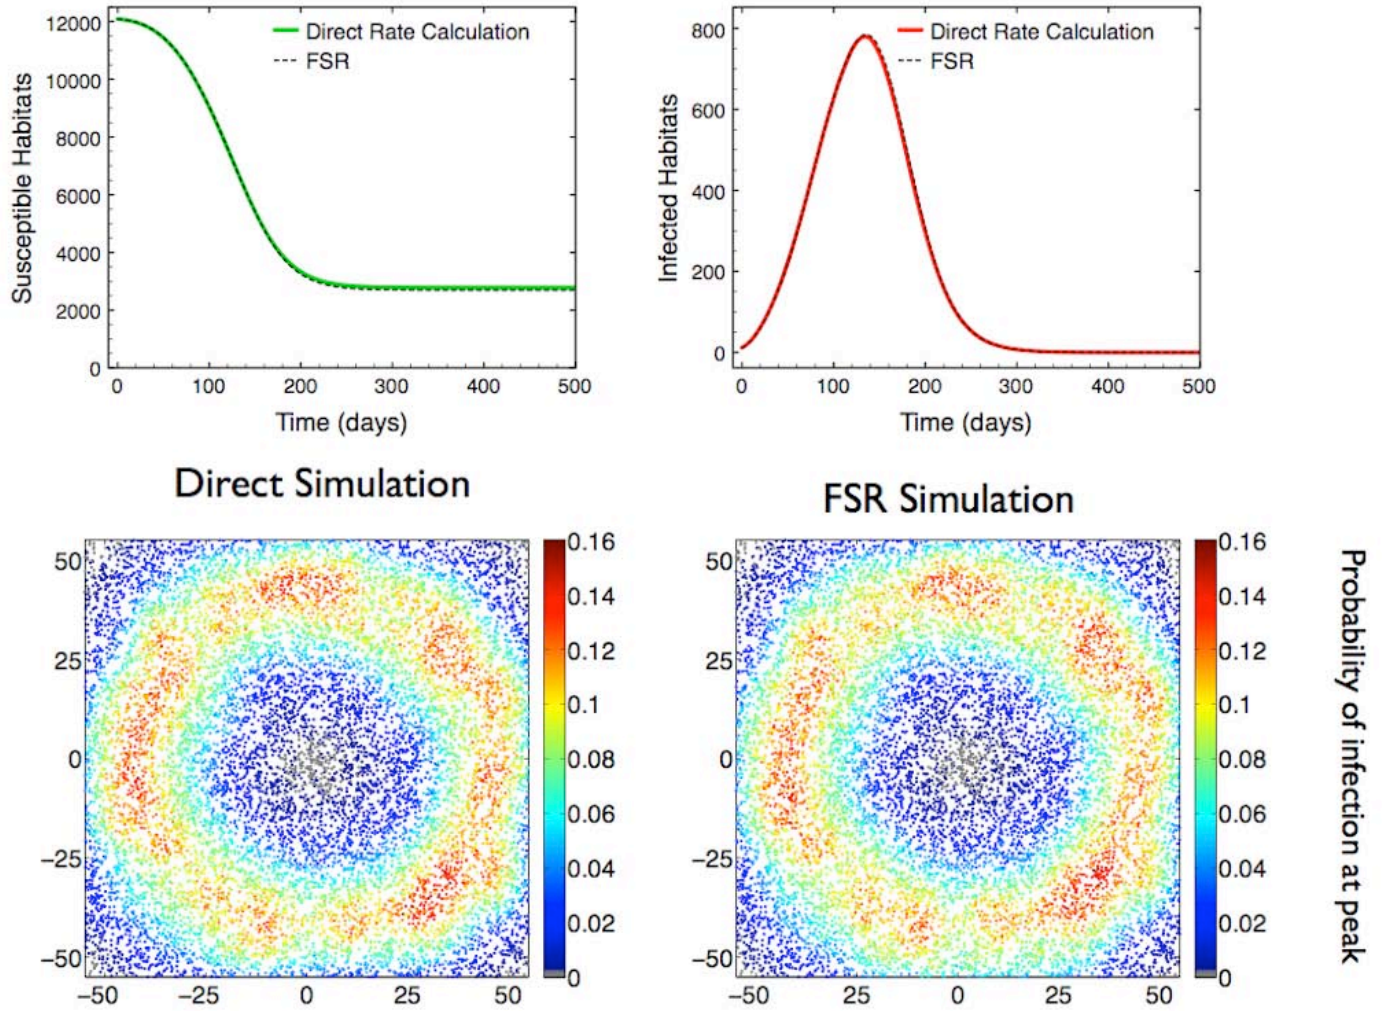 12000
10000
8000
6000
4000
2000
0
Susceptible Habitats
Direct Rate Calculation
FSR
0 100 200 300 400 500
Time (days)
800
600
400
200
0
Infected Habitats
Direct Rate Calculation
FSR
0 100 200 300 400 500
Time (days)
Direct Simulation
50
25
0
−25
−50
−50 −25 0 25 50
0.16
0.14
0.12
0.1
0.08
0.06
0.04
0.02
0
FSR Simulation
50
25
0
−25
−50
−50 25 0 25 50
0.16
0.14
0.12
0.1
0.08
0.06
0.04
0.02
0
Probability of infection at peak